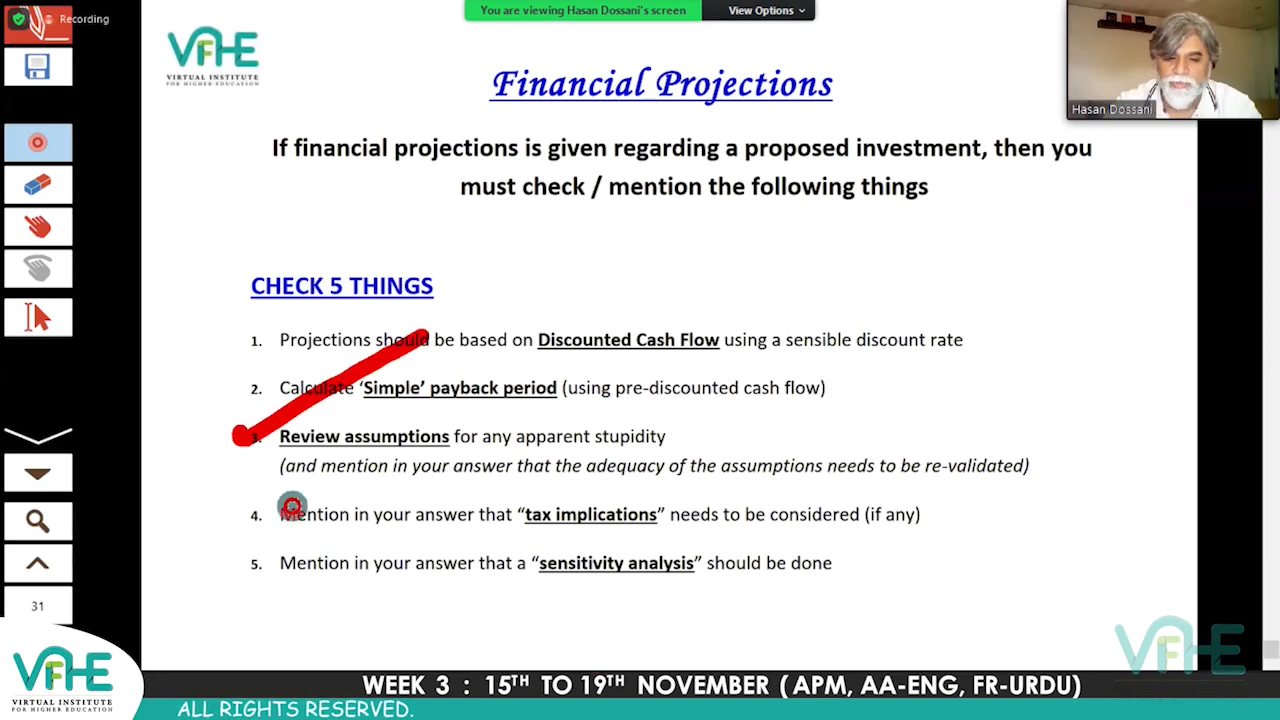 Recording
You are viewing Hasan Dossani's screen
View Options
VIFHE
VIRTUAL INSTITUTE
FOR HIGHER EDUCATION
Hasan Dossani
Financial Projections
If financial projections is given regarding a proposed investment, then you
must check / mention the following things
CHECK 5 THINGS
1. Projections should be based on Discounted Cash Flow using a sensible discount rate
2. Calculate ‘Simple’ payback period (using pre-discounted cash flow)
3. Review assumptions for any apparent stupidity
(and mention in your answer that the adequacy of the assumptions needs to be re-validated)
4. Mention in your answer that “tax implications” needs to be considered (if any)
5. Mention in your answer that a “sensitivity analysis” should be done
31
VIFHE
VIFHE
VIRTUAL INSTITUTE
FOR HIGHER EDUCATION
WEEK 3 : 15TH TO 19TH NOVEMBER (APM, AA-ENG, FR-URDU)
ALL RIGHTS RESERVED.